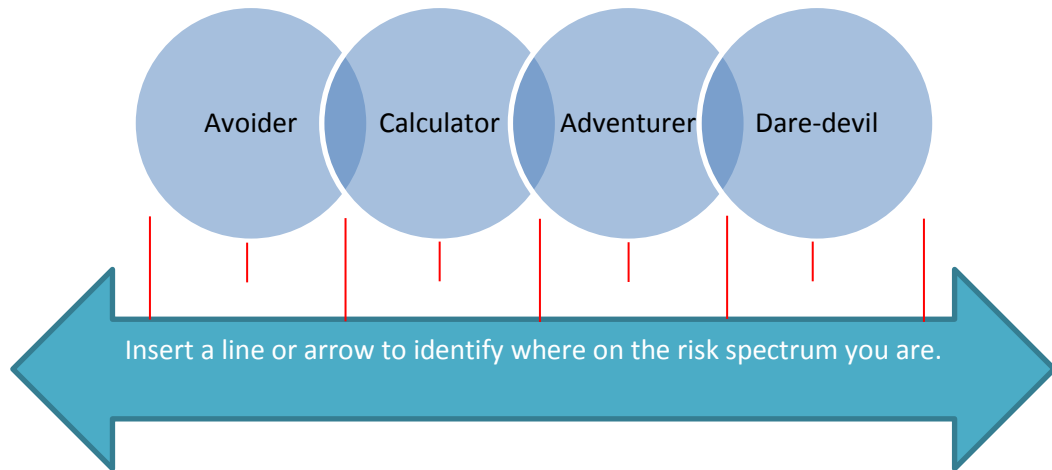 Avoider Calculator Adventurer Dare-devil
Insert a line or arrow to identify where on the risk spectrum you are.